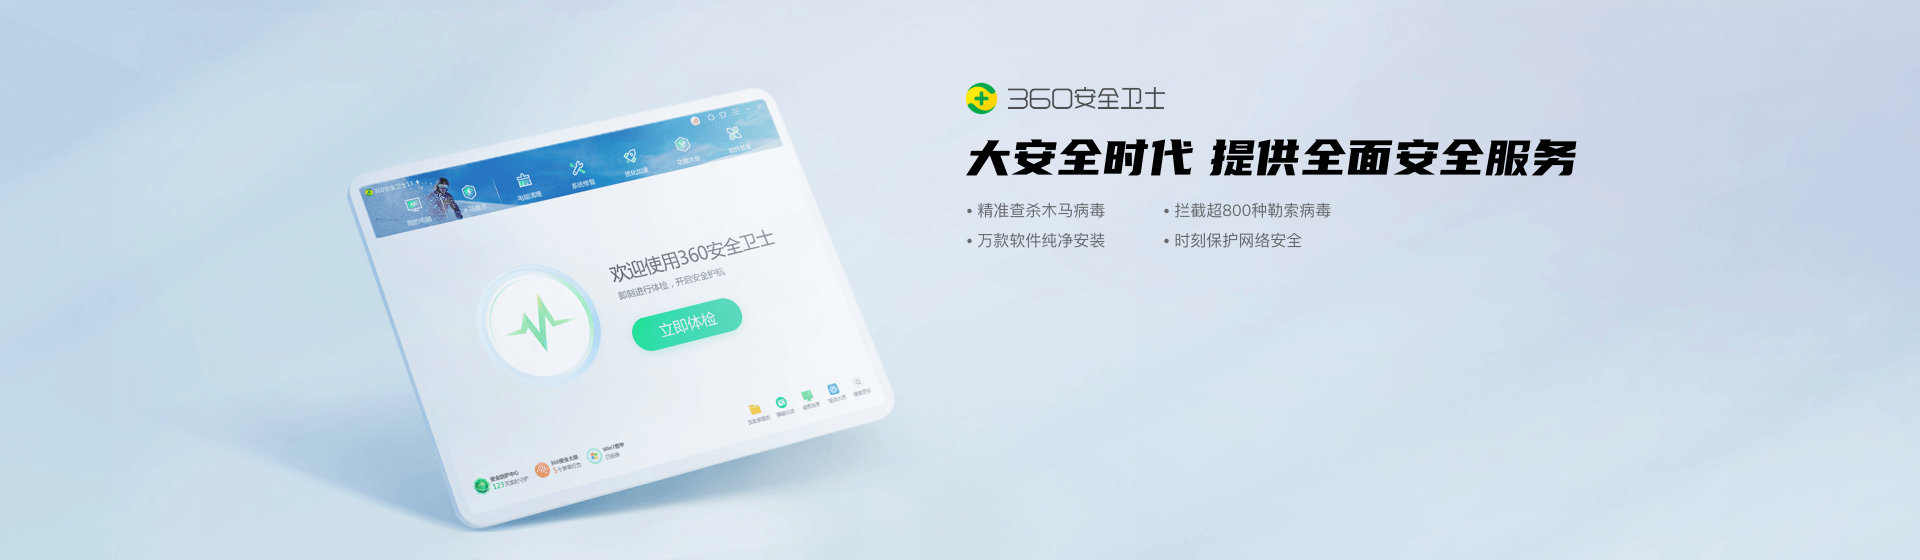 360安全卫士
大安全时代 提供全面安全服务
• 精准查杀木马病毒
• 拦截超800种勒索病毒
• 万款软件纯净安装
• 时刻保护网络安全
360安全卫士13
我的电脑
木马查杀
电脑清理
系统修复
优化加速
功能大全
软件管家
欢迎使用360安全卫士
即刻进行体检，开启安全护航
立即体检
安全防护中心
123天实时守护
360安全大脑
Win7盾甲